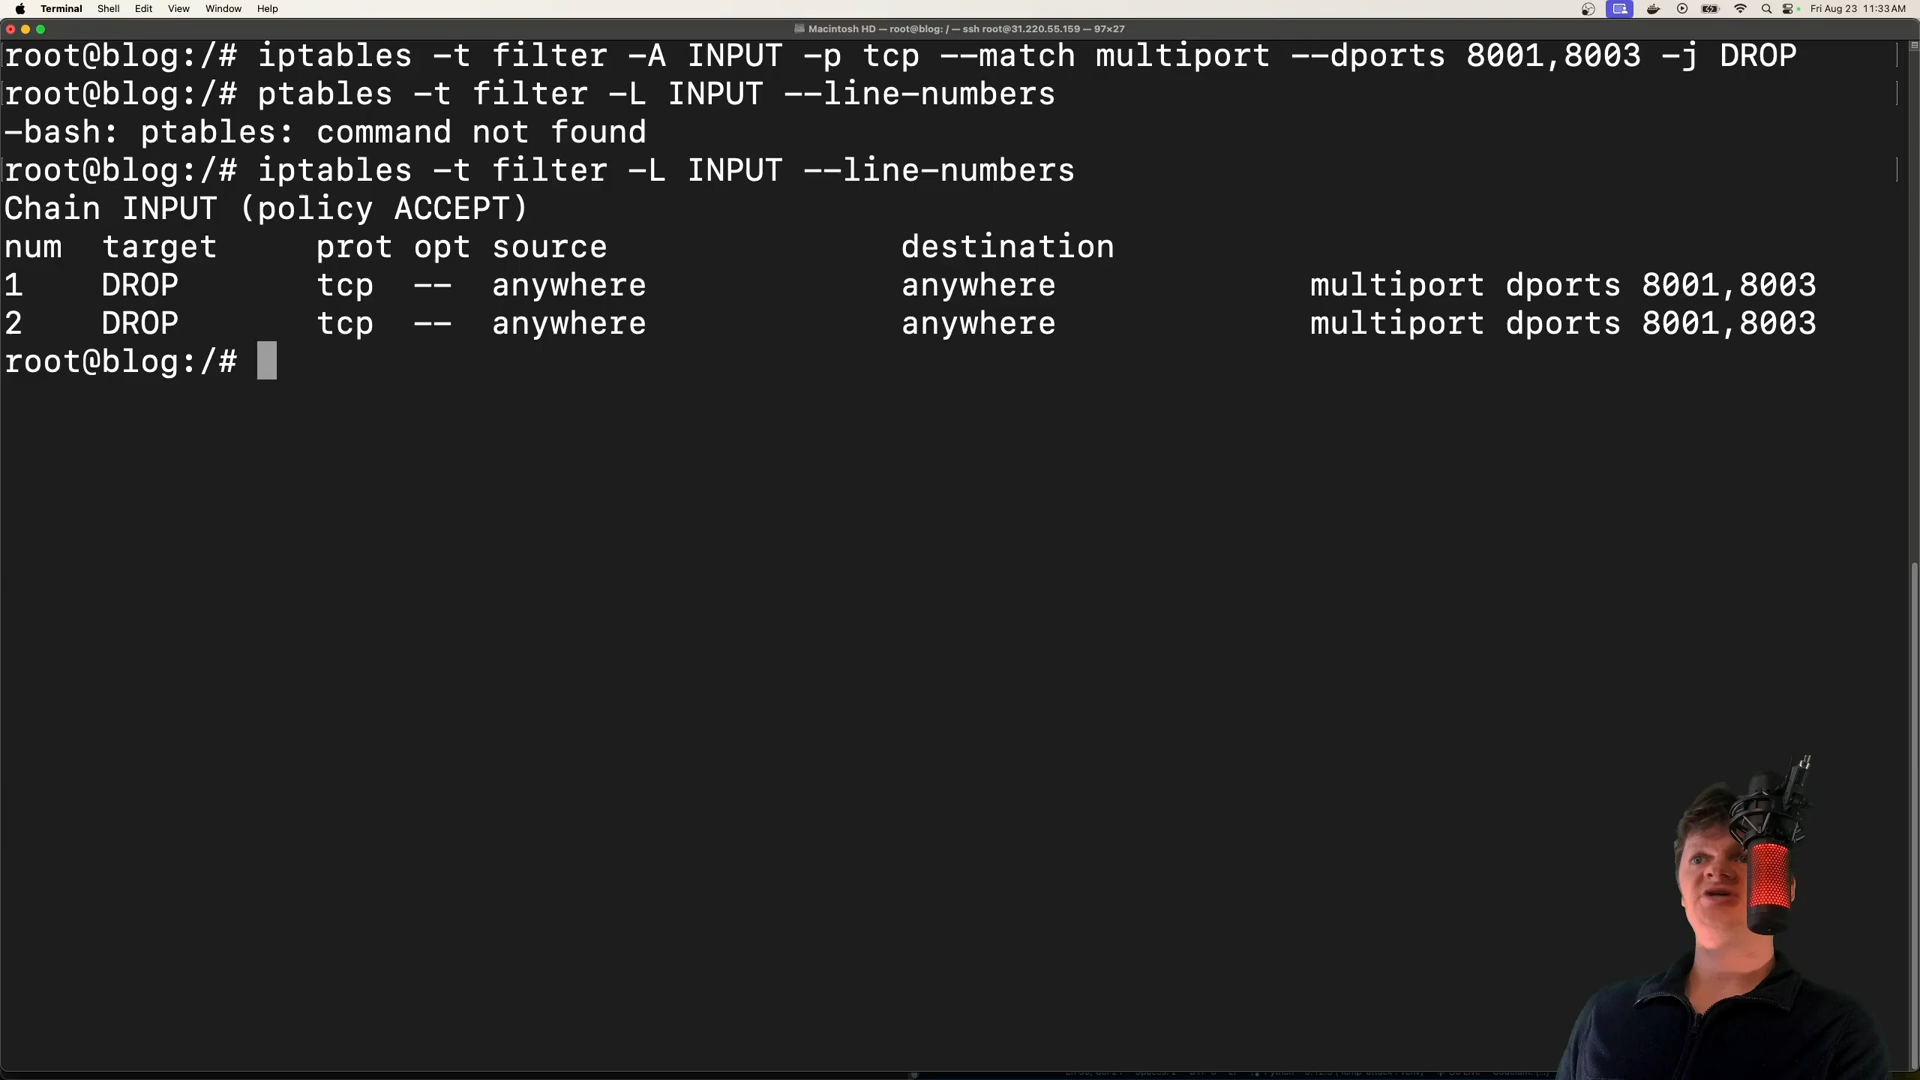 Terminal Shell Edit View Window Help Fri Aug 23 11:33 AM
Macintosh HD — root@blog: / — ssh root@31.220.55.159 — 97×27
root@blog:/# iptables -t filter -A INPUT -p tcp --match multiport --dports 8001,8003 -j DROP
root@blog:/# ptables -t filter -L INPUT --line-numbers
-bash: ptables: command not found
root@blog:/# iptables -t filter -L INPUT --line-numbers
Chain INPUT (policy ACCEPT)
num target prot opt source destination
1 DROP tcp -- anywhere anywhere multiport dports 8001,8003
2 DROP tcp -- anywhere anywhere multiport dports 8001,8003
root@blog:/#